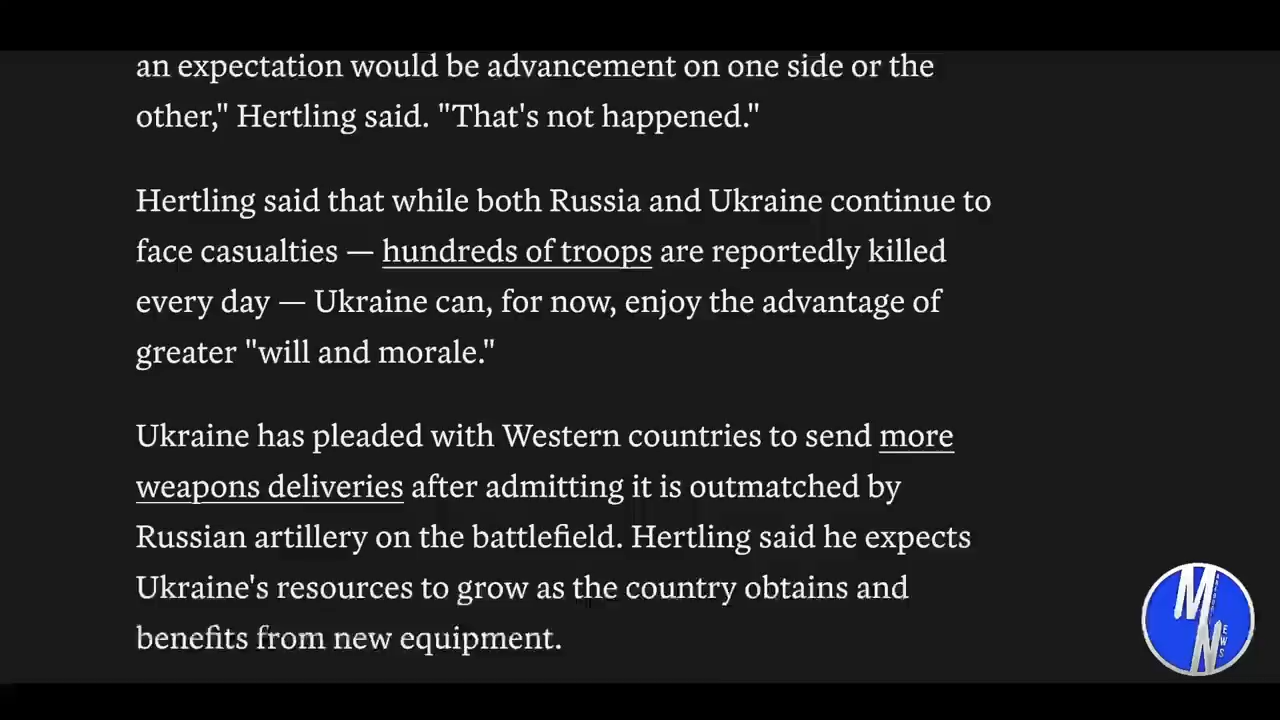 an expectation would be advancement on one side or the
other," Hertling said. "That's not happened."
Hertling said that while both Russia and Ukraine continue to
face casualties — hundreds of troops are reportedly killed
every day — Ukraine can, for now, enjoy the advantage of
greater "will and morale."
Ukraine has pleaded with Western countries to send more
weapons deliveries after admitting it is outmatched by
Russian artillery on the battlefield. Hertling said he expects
Ukraine's resources to grow as the country obtains and
benefits from new equipment.
M
N
EWS